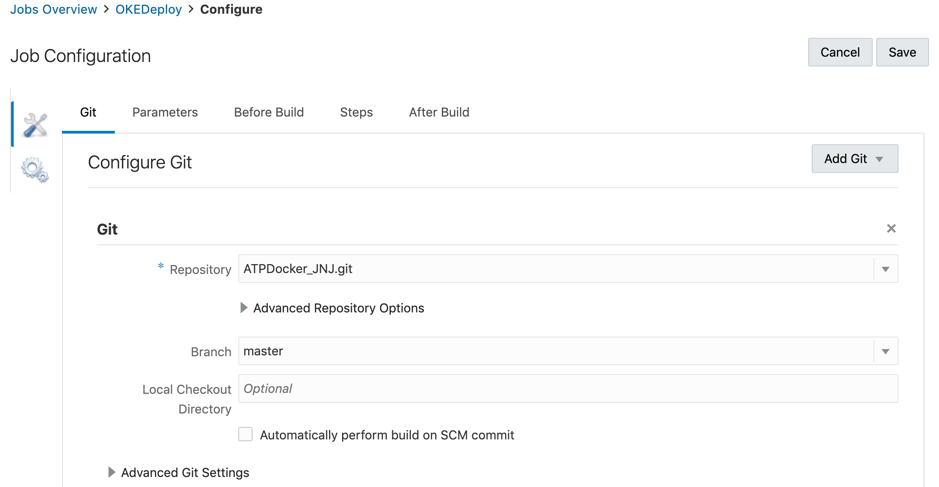 Jobs Overview > OKEDeploy > Configure
Job Configuration
Cancel Save
Git Parameters Before Build Steps After Build
Configure Git
Add Git
Git
* Repository ATPDocker_JNJ.git
Advanced Repository Options
Branch master
Local Checkout Optional
Directory
Automatically perform build on SCM commit
Advanced Git Settings